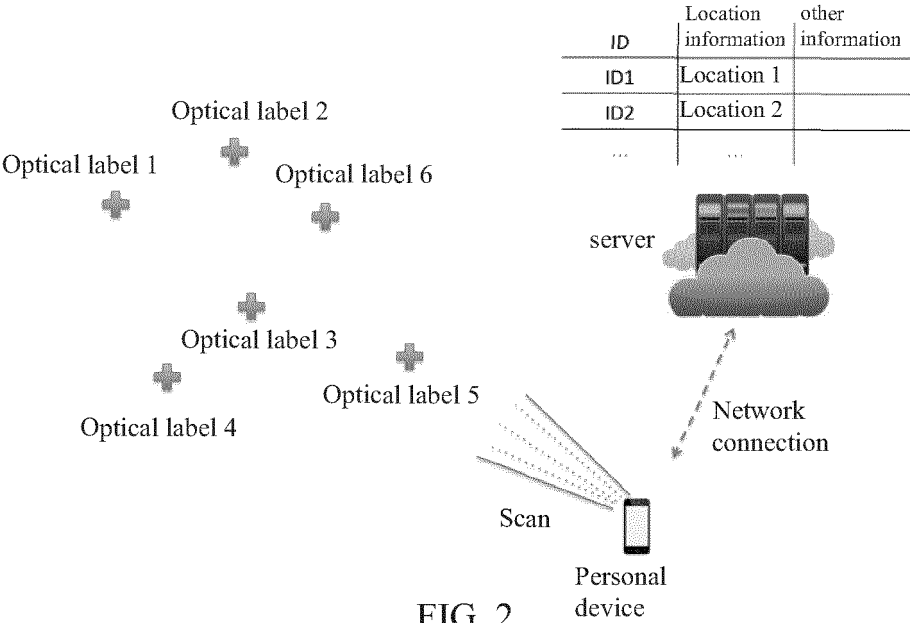 Location other
ID information information
ID1 Location 1
ID2 Location 2
... ...
Optical label 2
Optical label 1
Optical label 6
server
Optical label 3
Optical label 5
Optical label 4
Network
connection
Scan
Personal
device
FIG. 2